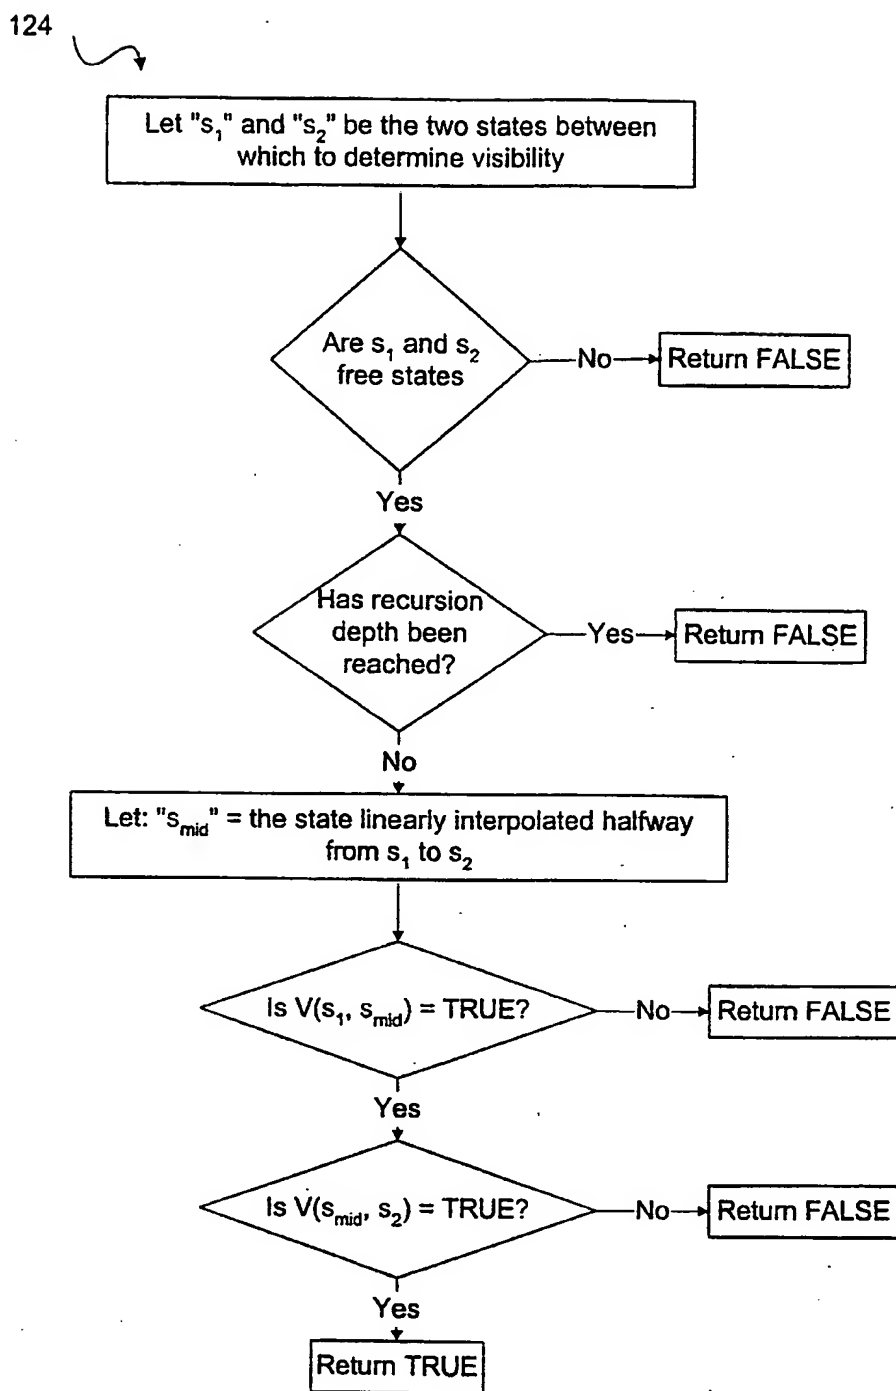 124
Let "s₁" and "s₂" be the two states between
which to determine visibility
Are s₁ and s₂
free states
No
Return FALSE
Yes
Has recursion
depth been
reached?
Yes
Return FALSE
No
Let: "s_mid" = the state linearly interpolated halfway
from s₁ to s₂
Is V(s₁, s_mid) = TRUE?
No
Return FALSE
Yes
Is V(s_mid, s₂) = TRUE?
No
Return FALSE
Yes
Return TRUE